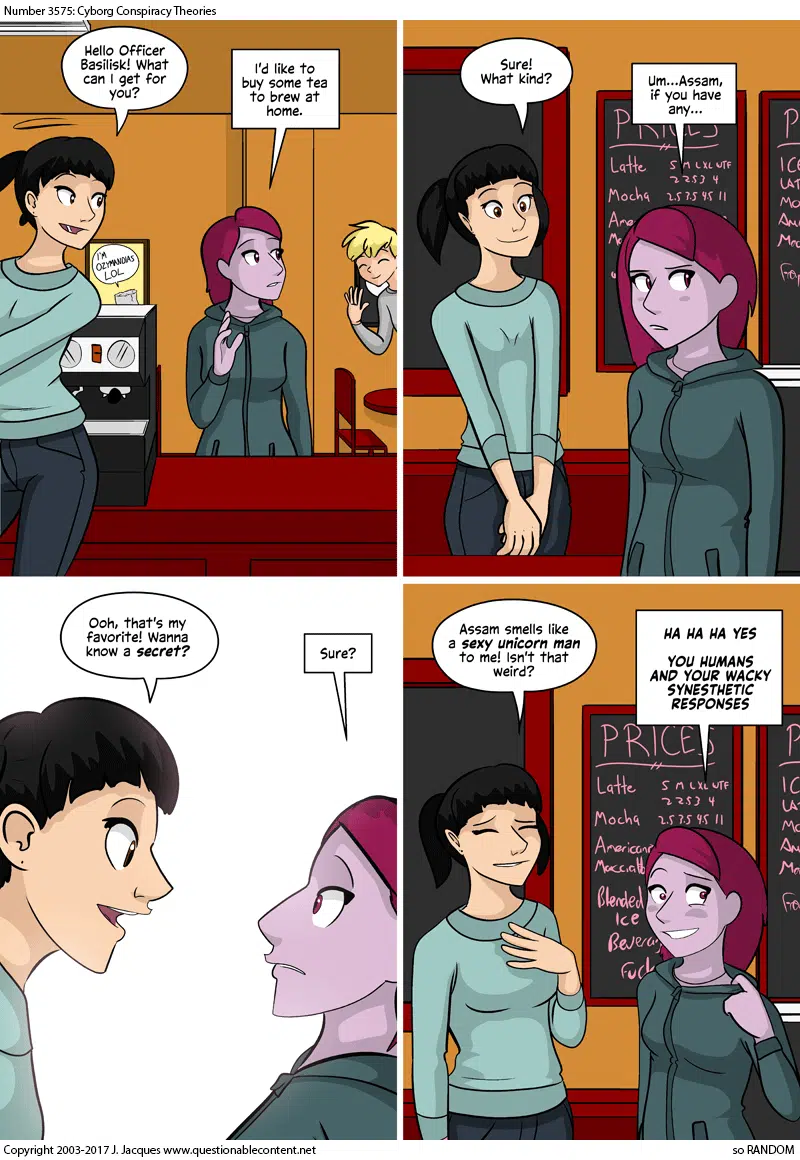 Number 3575: Cyborg Conspiracy Theories
Hello Officer
Basilisk! What
can I get for
you?
I'd like to
buy some tea
to brew at
home.
I'M
OZYMANDIAS
LOL
Sure!
What kind?
Um...Assam,
if you have
any...
PRICES
Latte
S M L XL WTF
2 2.5 3 4
Mocha
2.5 3.5 4.5 11
Ooh, that's my
favorite! Wanna
know a secret?
Sure?
Assam smells like
a sexy unicorn man
to me! Isn't that
weird?
HA HA HA YES
YOU HUMANS
AND YOUR WACKY
SYNESTHETIC
RESPONSES
PRICES
Latte
S M L XL WTF
2 2.5 3 4
Mocha
2.5 3.5 4.5 11
Blended
Ice
Copyright 2003-2017 J. Jacques www.questionablecontent.net
so RANDOM